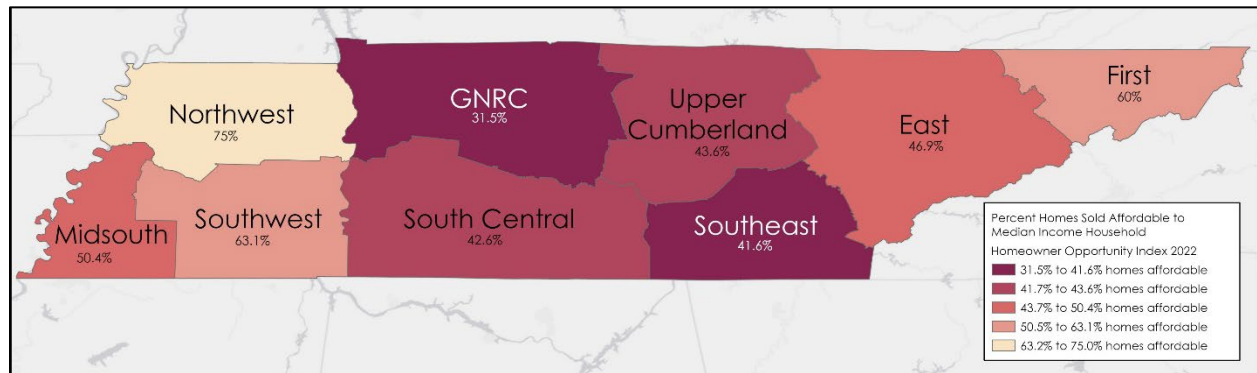 Northwest
75%
GNRC
31.5%
Upper
Cumberland
43.6%
East
46.9%
First
60%
Midsouth
50.4%
Southwest
63.1%
South Central
42.6%
Southeast
41.6%
Percent Homes Sold Affordable to
Median Income Household
Homeowner Opportunity Index 2022
31.5% to 41.6% homes affordable
41.7% to 43.6% homes affordable
43.7% to 50.4% homes affordable
50.5% to 63.1% homes affordable
63.2% to 75.0% homes affordable